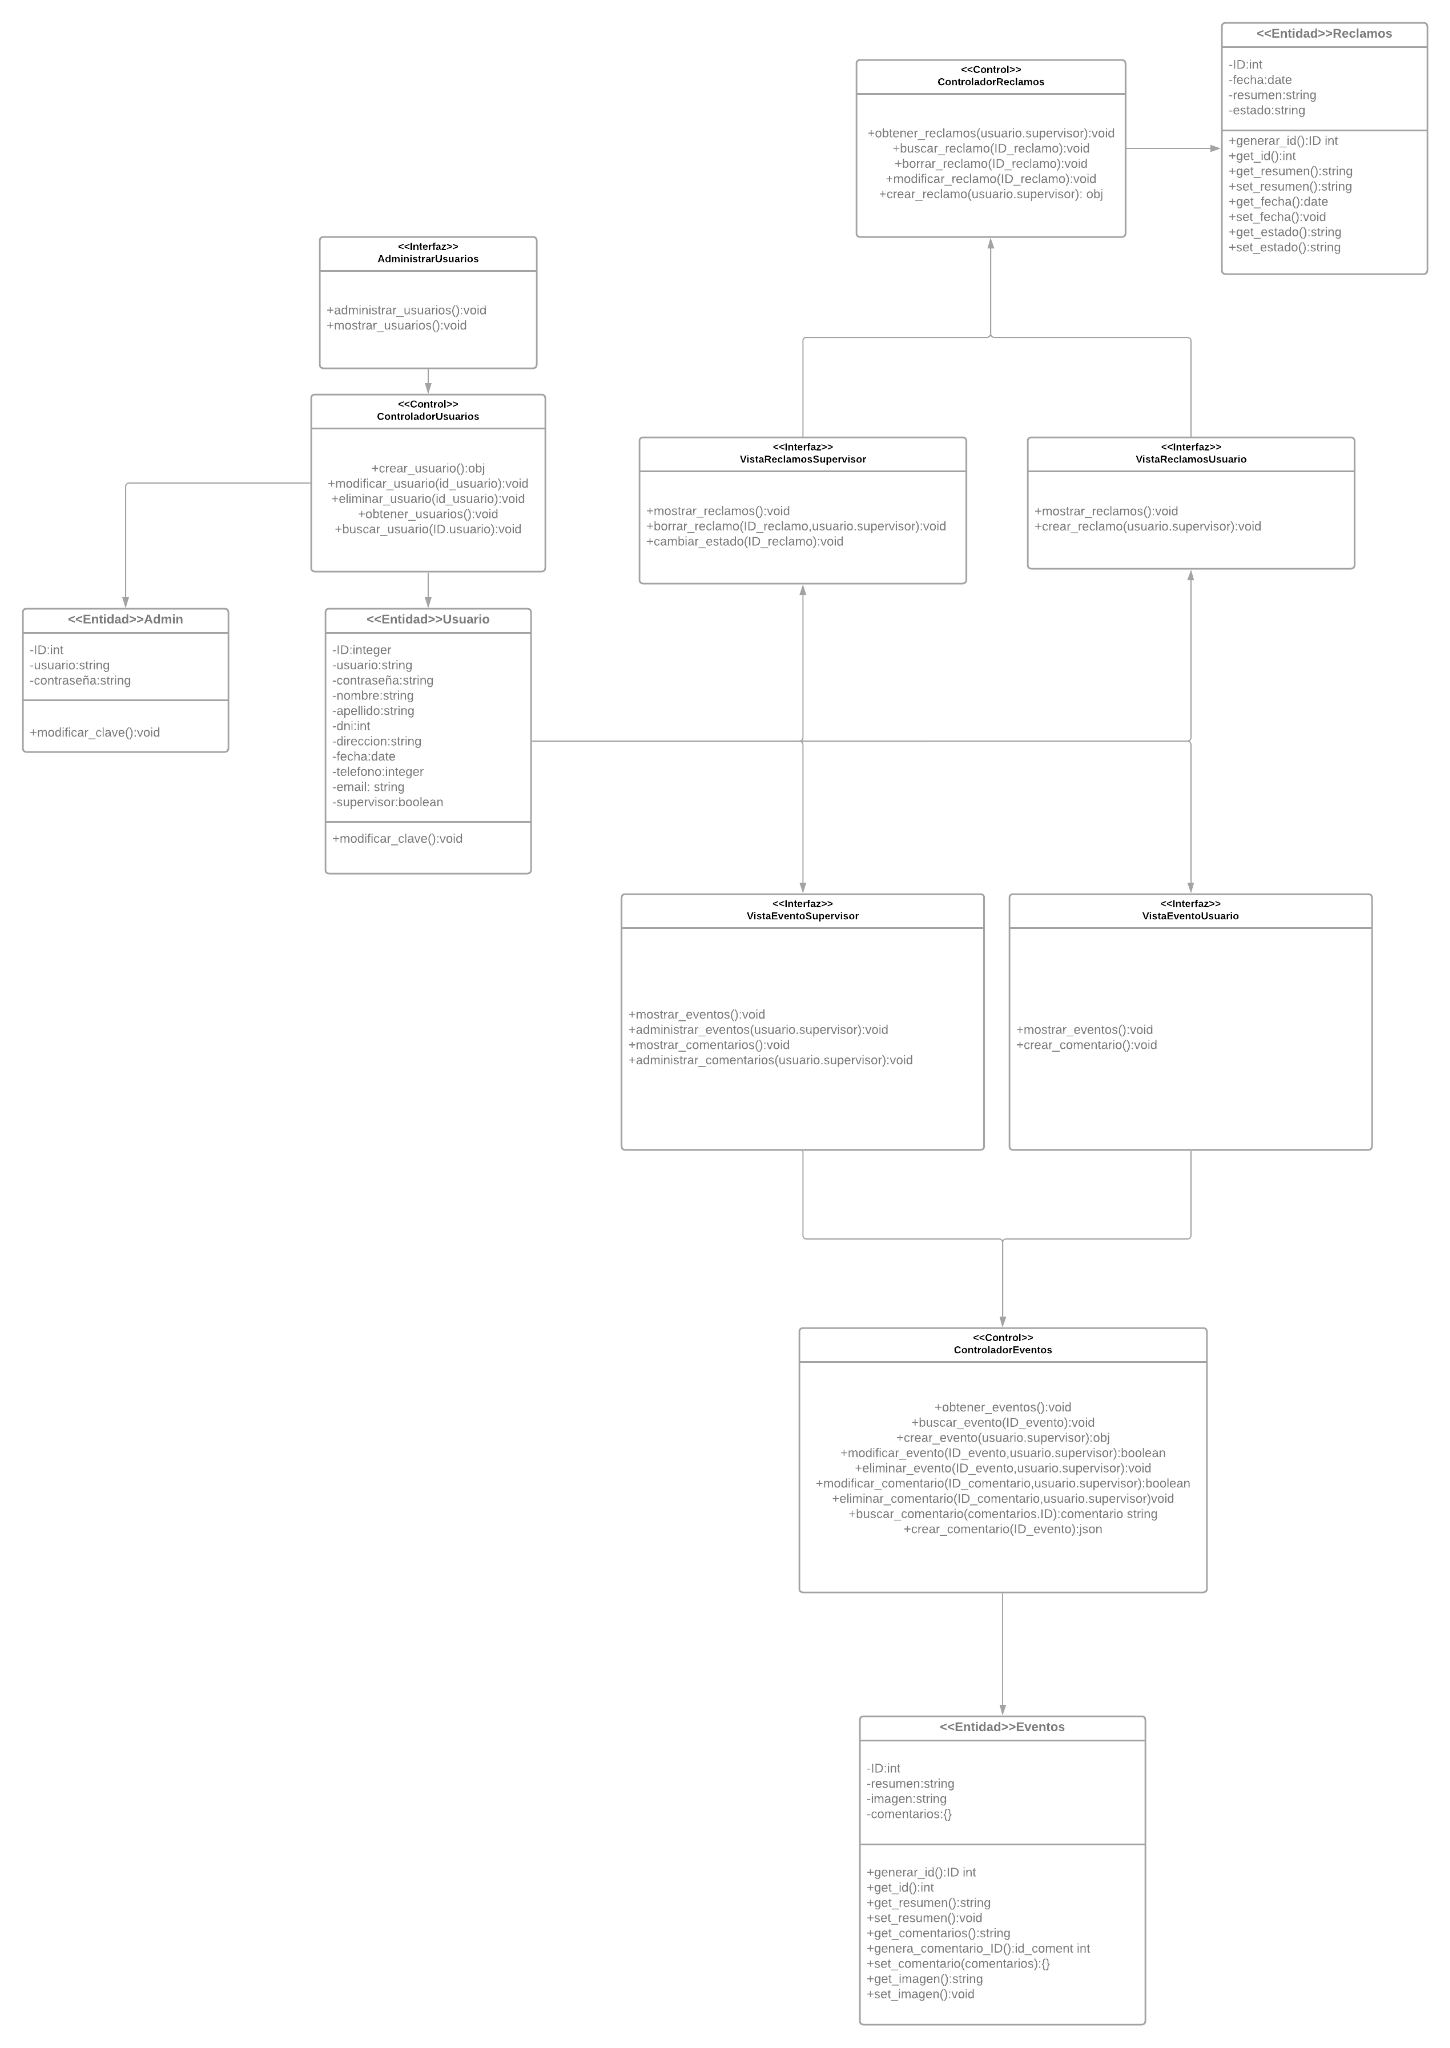 <<Entidad>>Reclamos
-ID:int
-fecha:date
-resumen:string
-estado:string
+generar_id():ID int
+get_id():int
+get_resumen():string
+set_resumen():string
+get_fecha():date
+set_fecha():void
+get_estado():string
+set_estado():string
<<Control>>
ControladorReclamos
+obtener_reclamos(usuario.supervisor):void
+buscar_reclamo(ID_reclamo):void
+borrar_reclamo(ID_reclamo):void
+modificar_reclamo(ID_reclamo):void
+crear_reclamo(usuario.supervisor): obj
<<Interfaz>>
AdministrarUsuarios
+administrar_usuarios():void
+mostrar_usuarios():void
<<Control>>
ControladorUsuarios
+crear_usuario():obj
+modificar_usuario(id_usuario):void
+eliminar_usuario(id_usuario):void
+obtener_usuarios():void
+buscar_usuario(ID.usuario):void
<<Interfaz>>
VistaReclamosSupervisor
+mostrar_reclamos():void
+borrar_reclamo(ID_reclamo,usuario.supervisor):void
+cambiar_estado(ID_reclamo):void
<<Interfaz>>
VistaReclamosUsuario
+mostrar_reclamos():void
+crear_reclamo(usuario.supervisor):void
<<Entidad>>Admin
-ID:int
-usuario:string
-contraseña:string
+modificar_clave():void
<<Entidad>>Usuario
-ID:integer
-usuario:string
-contraseña:string
-nombre:string
-apellido:string
-dni:int
-direccion:string
-fecha:date
-telefono:integer
-email: string
-supervisor:boolean
+modificar_clave():void
<<Interfaz>>
VistaEventoSupervisor
+mostrar_eventos():void
+administrar_eventos(usuario.supervisor):void
+mostrar_comentarios():void
+administrar_comentarios(usuario.supervisor):void
<<Interfaz>>
VistaEventoUsuario
+mostrar_eventos():void
+crear_comentario():void
<<Control>>
ControladorEventos
+obtener_eventos():void
+buscar_evento(ID_evento):void
+crear_evento(usuario.supervisor):obj
+modificar_evento(ID_evento,usuario.supervisor):boolean
+eliminar_evento(ID_evento,usuario.supervisor):void
+modificar_comentario(ID_comentario,usuario.supervisor):boolean
+eliminar_comentario(ID_comentario,usuario.supervisor)void
+buscar_comentario(comentarios.ID):comentario string
+crear_comentario(ID_evento):json
<<Entidad>>Eventos
-ID:int
-resumen:string
-imagen:string
-comentarios:{}
+generar_id():ID int
+get_id():int
+get_resumen():string
+set_resumen():void
+get_comentarios():string
+genera_comentario_ID():id_coment int
+set_comentario(comentarios):{}
+get_imagen():string
+set_imagen():void